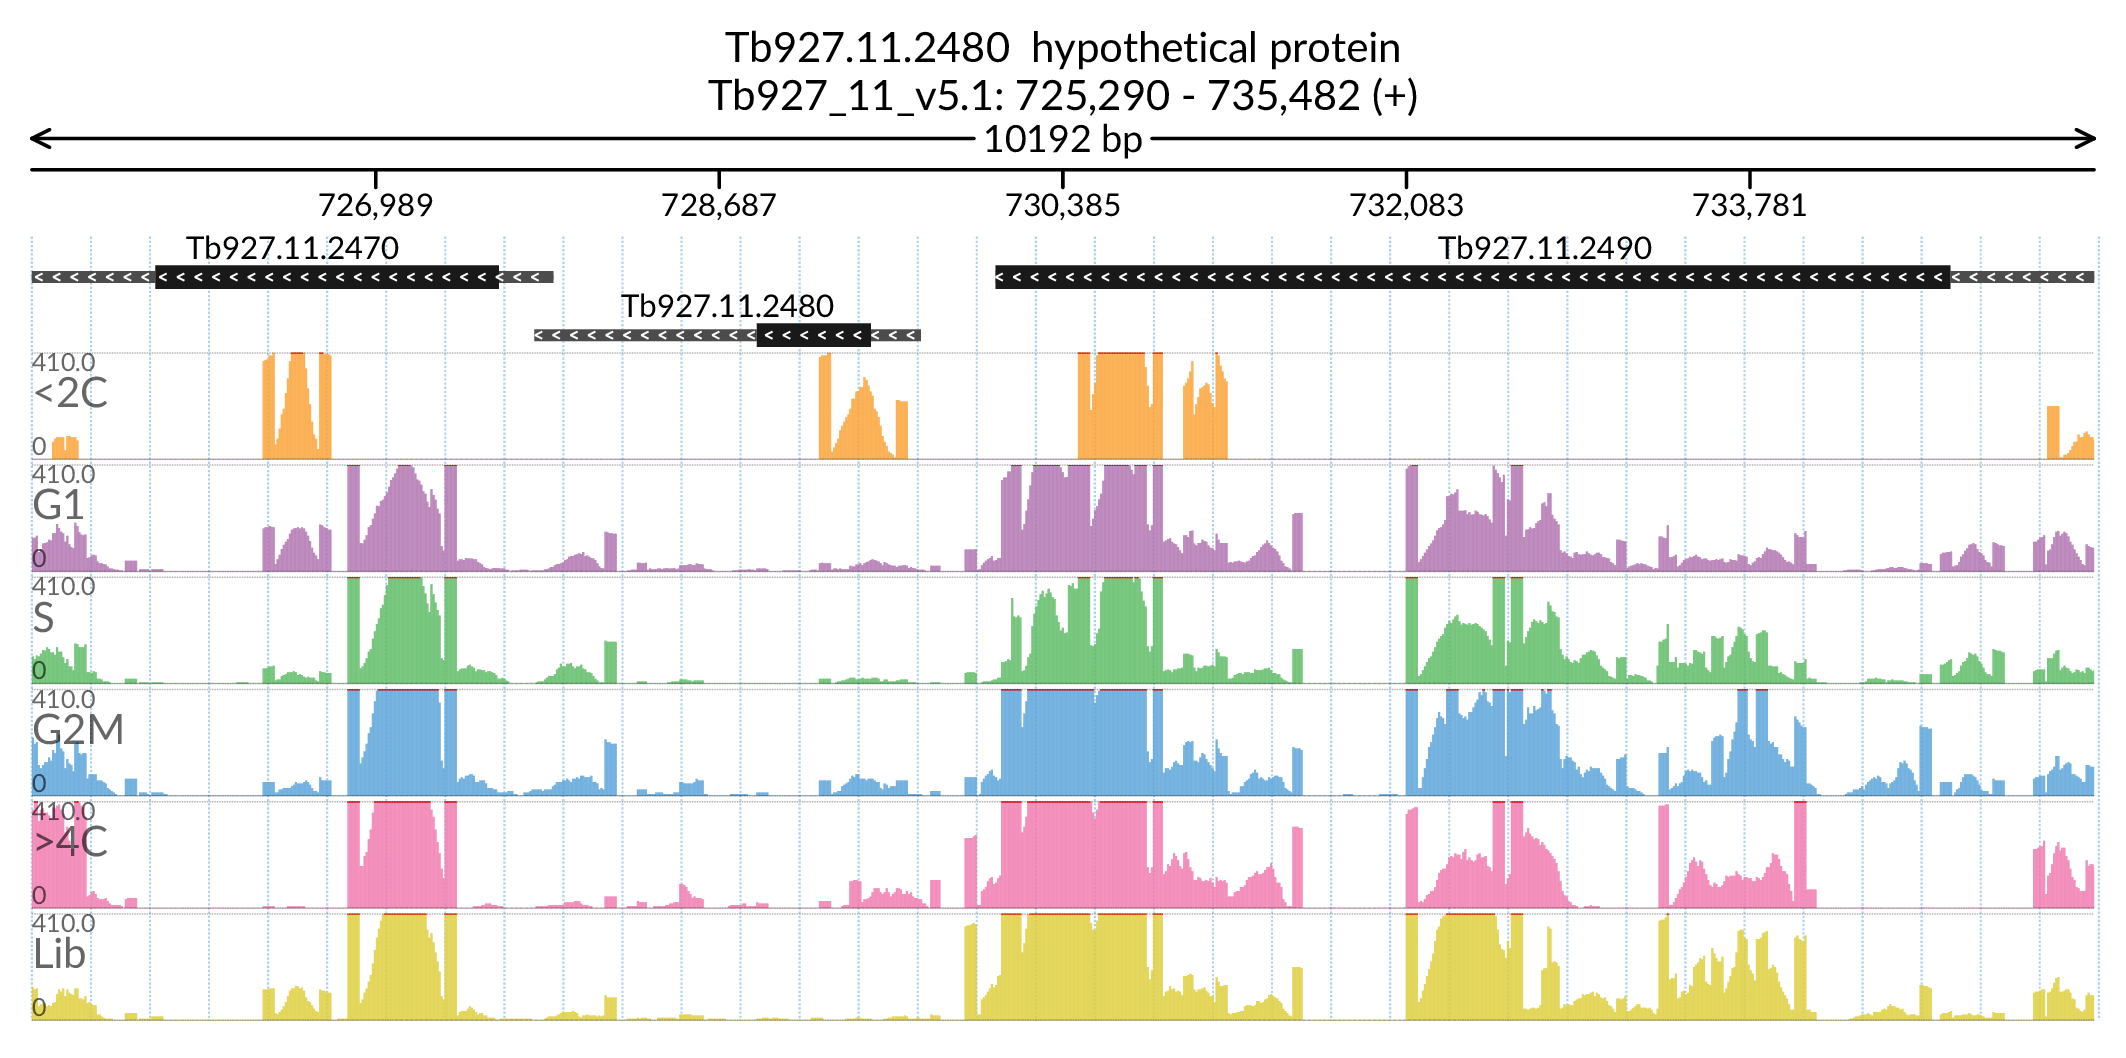 Tb927.11.2480  hypothetical protein
Tb927_11_v5.1: 725,290 - 735,482 (+)
10192 bp
726,989 728,687 730,385 732,083 733,781
Tb927.11.2470 Tb927.11.2490
Tb927.11.2480
410.0
<2C
0
410.0
G1
0
410.0
S
0
410.0
G2M
0
410.0
>4C
0
410.0
Lib
0